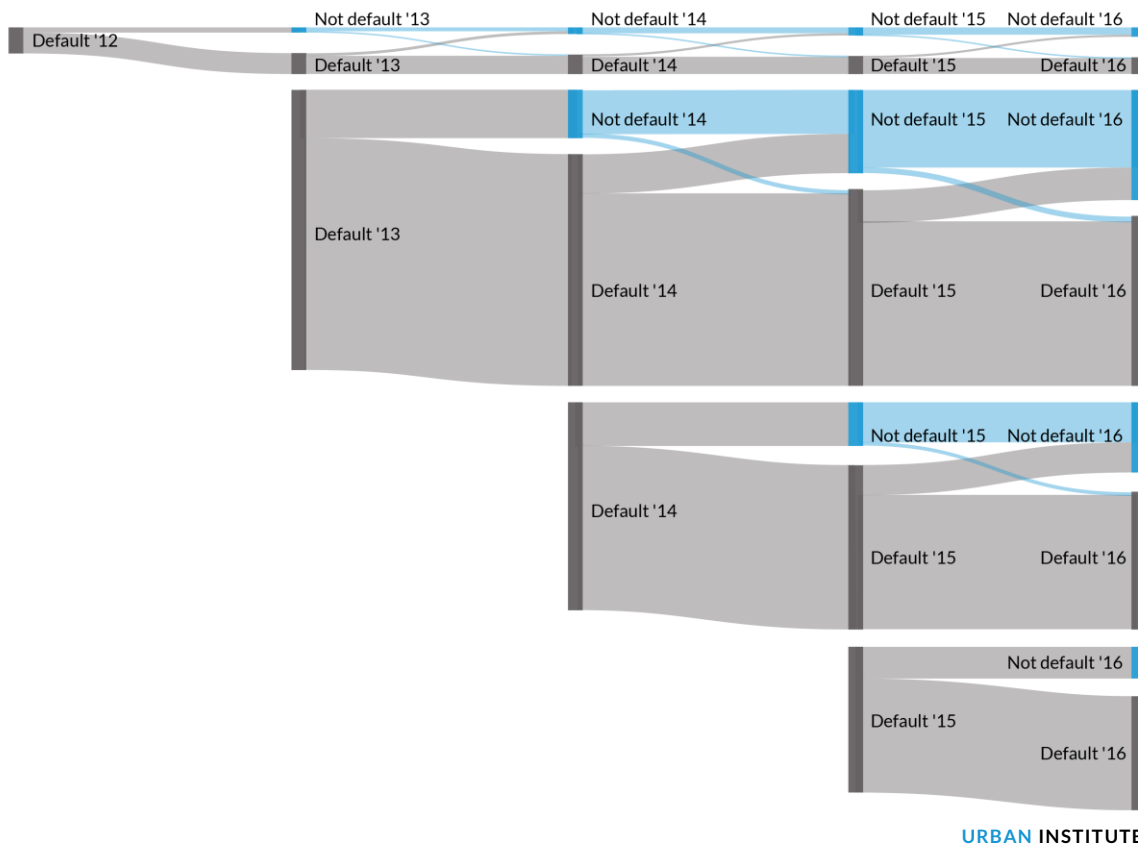 Not default '13 Not default '14 Not default '15 Not default '16
Default '12
Default '13 Default '14 Default '15 Default '16
Not default '14 Not default '15 Not default '16
Default '13
Default '14 Default '15 Default '16
Not default '15 Not default '16
Default '14
Default '15 Default '16
Not default '16
Default '15
Default '16
URBAN INSTITUTE